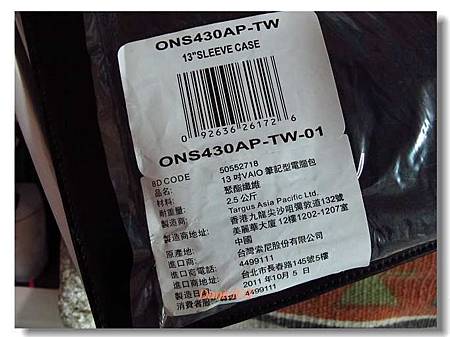 ONS430AP-TW
13"SLEEVE CASE
0 92636 26172 6
ONS430AP-TW-01
8D CODE 50552718
品名: 13 吋VAIO 筆記型電腦包
材料: 聚酯纖維
耐重量: 2.5 公斤
製造商: Targus Asia Pacific Ltd.
製造商地址: 香港九龍尖沙咀彌敦道132號
美麗華大廈 12樓1202-1207室
原產地: 中國
進口商: 台灣索尼股份有限公司
進口商電話: 4499111
進口商地址: 台北市長春路145號5樓
製造日期: 2011 年10月 5 日
消費者服 4499111